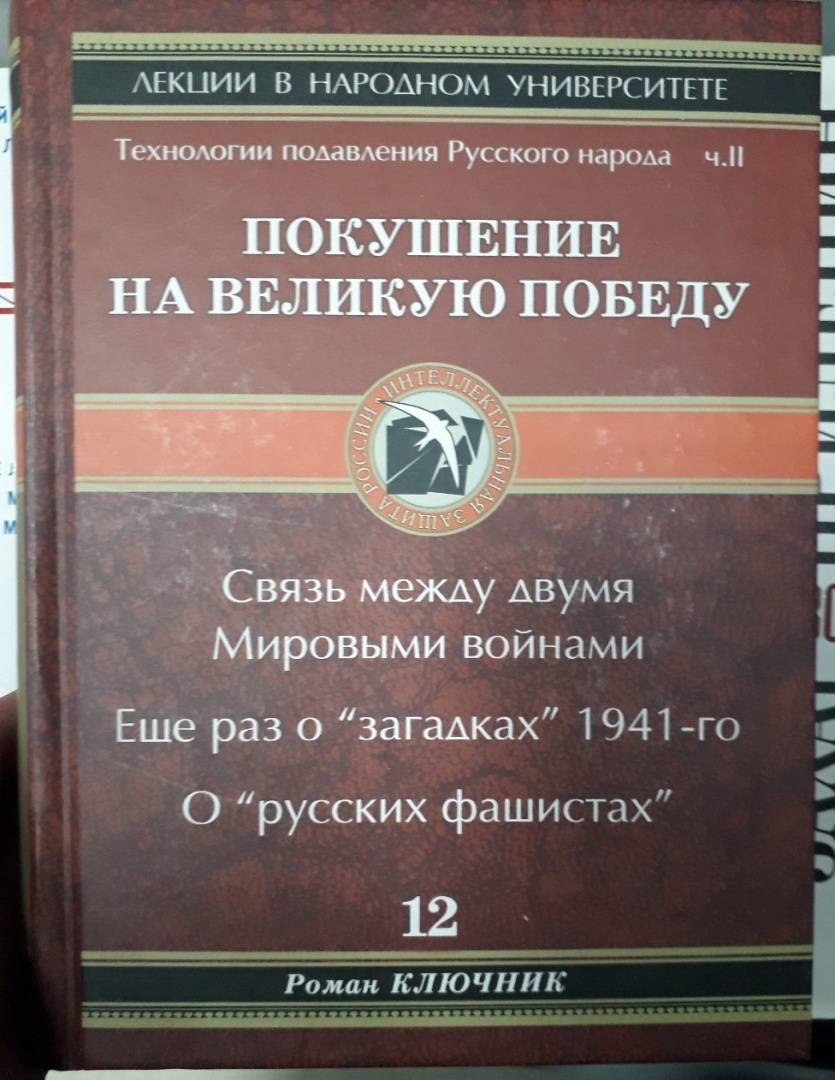 ЛЕКЦИИ В НАРОДНОМ УНИВЕРСИТЕТЕ
Технологии подавления Русского народа ч.II
ПОКУШЕНИЕ
НА ВЕЛИКУЮ ПОБЕДУ
ИНТЕЛЛЕКТУАЛЬНАЯ ЗАЩИТА РОССИИ
Связь между двумя
Мировыми войнами
Еще раз о “загадках” 1941-го
О “русских фашистах”
12
Роман КЛЮЧНИК